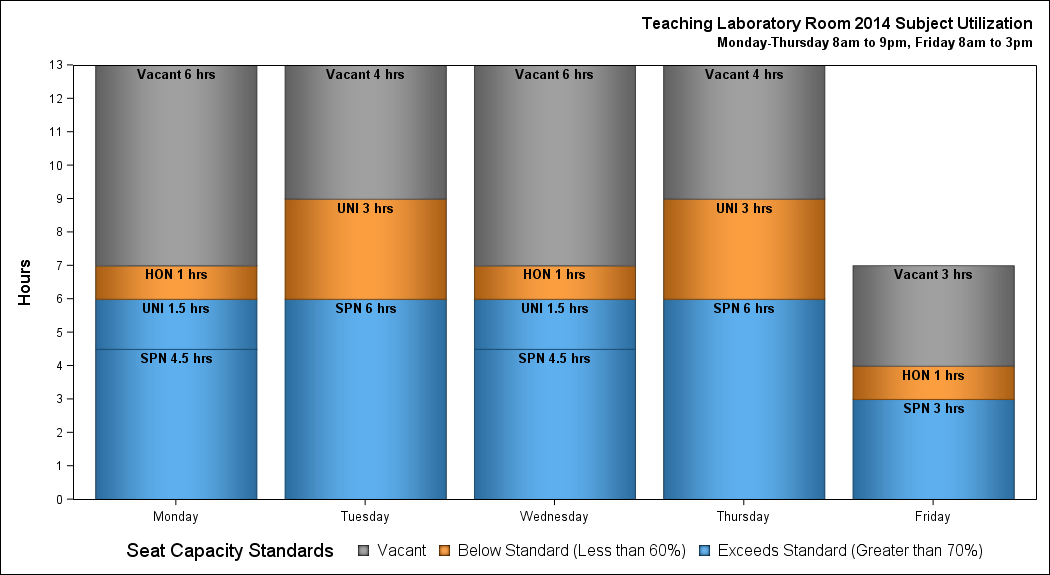 Teaching Laboratory Room 2014 Subject Utilization
Monday-Thursday 8am to 9pm, Friday 8am to 3pm
13
12
11
10
9
8
7
6
5
4
3
2
1
0
Hours
Vacant 6 hrs
HON 1 hrs
UNI 1.5 hrs
SPN 4.5 hrs
Vacant 4 hrs
UNI 3 hrs
SPN 6 hrs
Vacant 6 hrs
HON 1 hrs
UNI 1.5 hrs
SPN 4.5 hrs
Vacant 4 hrs
UNI 3 hrs
SPN 6 hrs
Vacant 3 hrs
HON 1 hrs
SPN 3 hrs
Monday Tuesday Wednesday Thursday Friday
Seat Capacity Standards Vacant Below Standard (Less than 60%) Exceeds Standard (Greater than 70%)